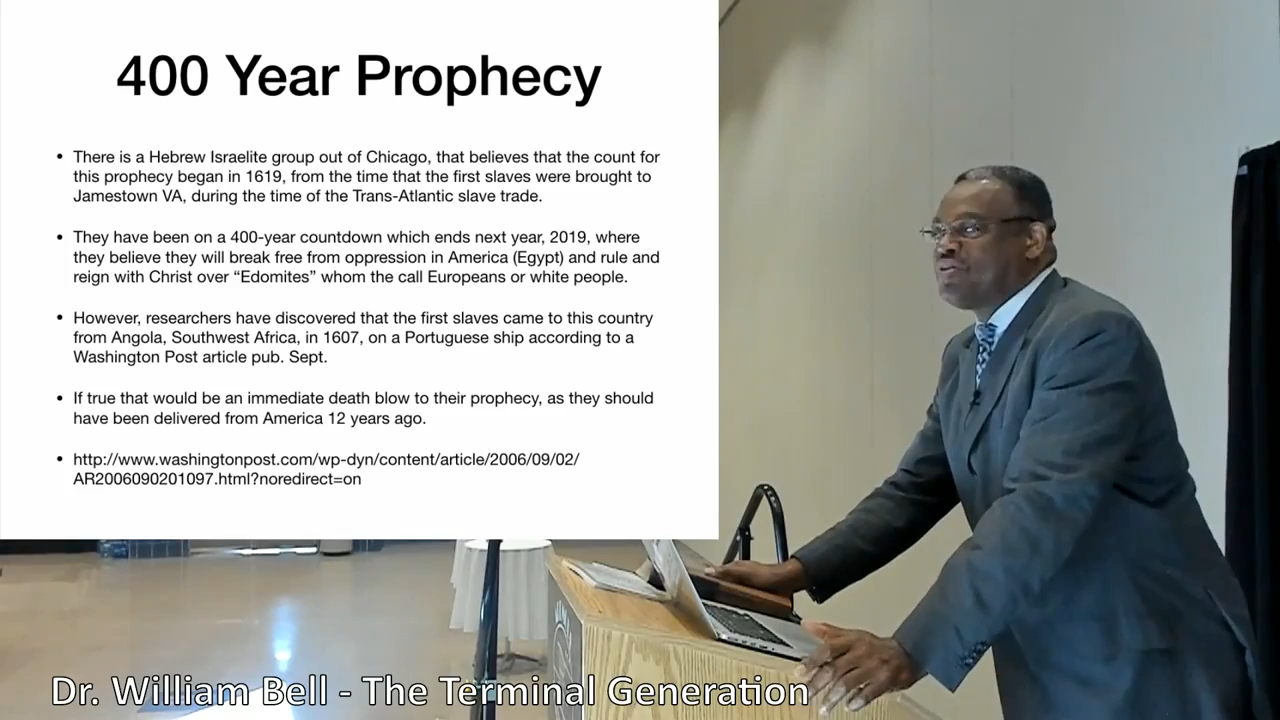 400 Year Prophecy
• There is a Hebrew Israelite group out of Chicago, that believes that the count for
this prophecy began in 1619, from the time that the first slaves were brought to
Jamestown VA, during the time of the Trans-Atlantic slave trade.
• They have been on a 400-year countdown which ends next year, 2019, where
they believe they will break free from oppression in America (Egypt) and rule and
reign with Christ over “Edomites” whom the call Europeans or white people.
• However, researchers have discovered that the first slaves came to this country
from Angola, Southwest Africa, in 1607, on a Portuguese ship according to a
Washington Post article pub. Sept.
• If true that would be an immediate death blow to their prophecy, as they should
have been delivered from America 12 years ago.
• http://www.washingtonpost.com/wp-dyn/content/article/2006/09/02/
AR2006090201097.html?noredirect=on
Dr. William Bell - The Terminal Generation